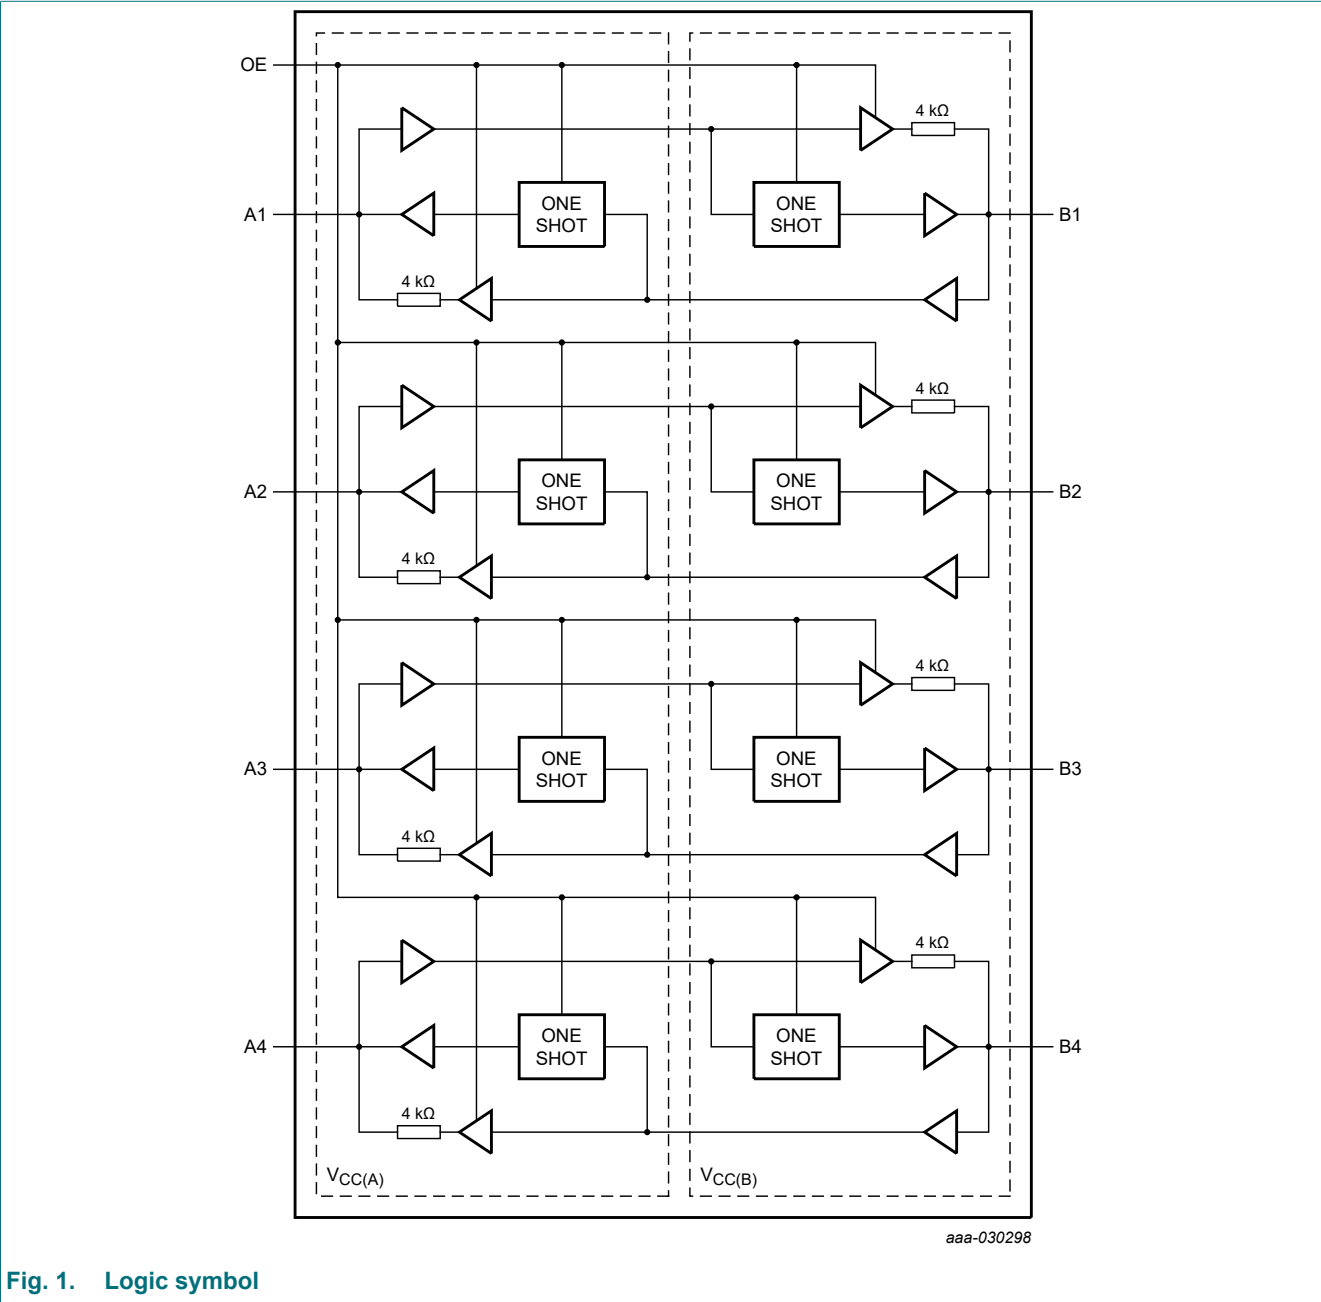 OE
4 kΩ
A1
ONE
SHOT
ONE
SHOT
B1
4 kΩ
4 kΩ
A2
ONE
SHOT
ONE
SHOT
B2
4 kΩ
4 kΩ
A3
ONE
SHOT
ONE
SHOT
B3
4 kΩ
4 kΩ
A4
ONE
SHOT
ONE
SHOT
B4
4 kΩ
VCC(A)
VCC(B)
aaa-030298
Fig. 1. Logic symbol